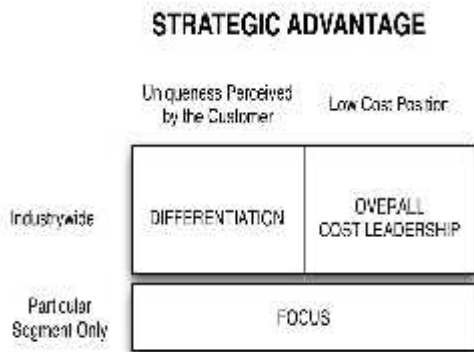 STRATEGIC ADVANTAGE
Uniqueness Perceived
by the Customer
Low Cost Position
Industrywide
DIFFERENTIATION
OVERALL
COST LEADERSHIP
Particular
Segment Only
FOCUS